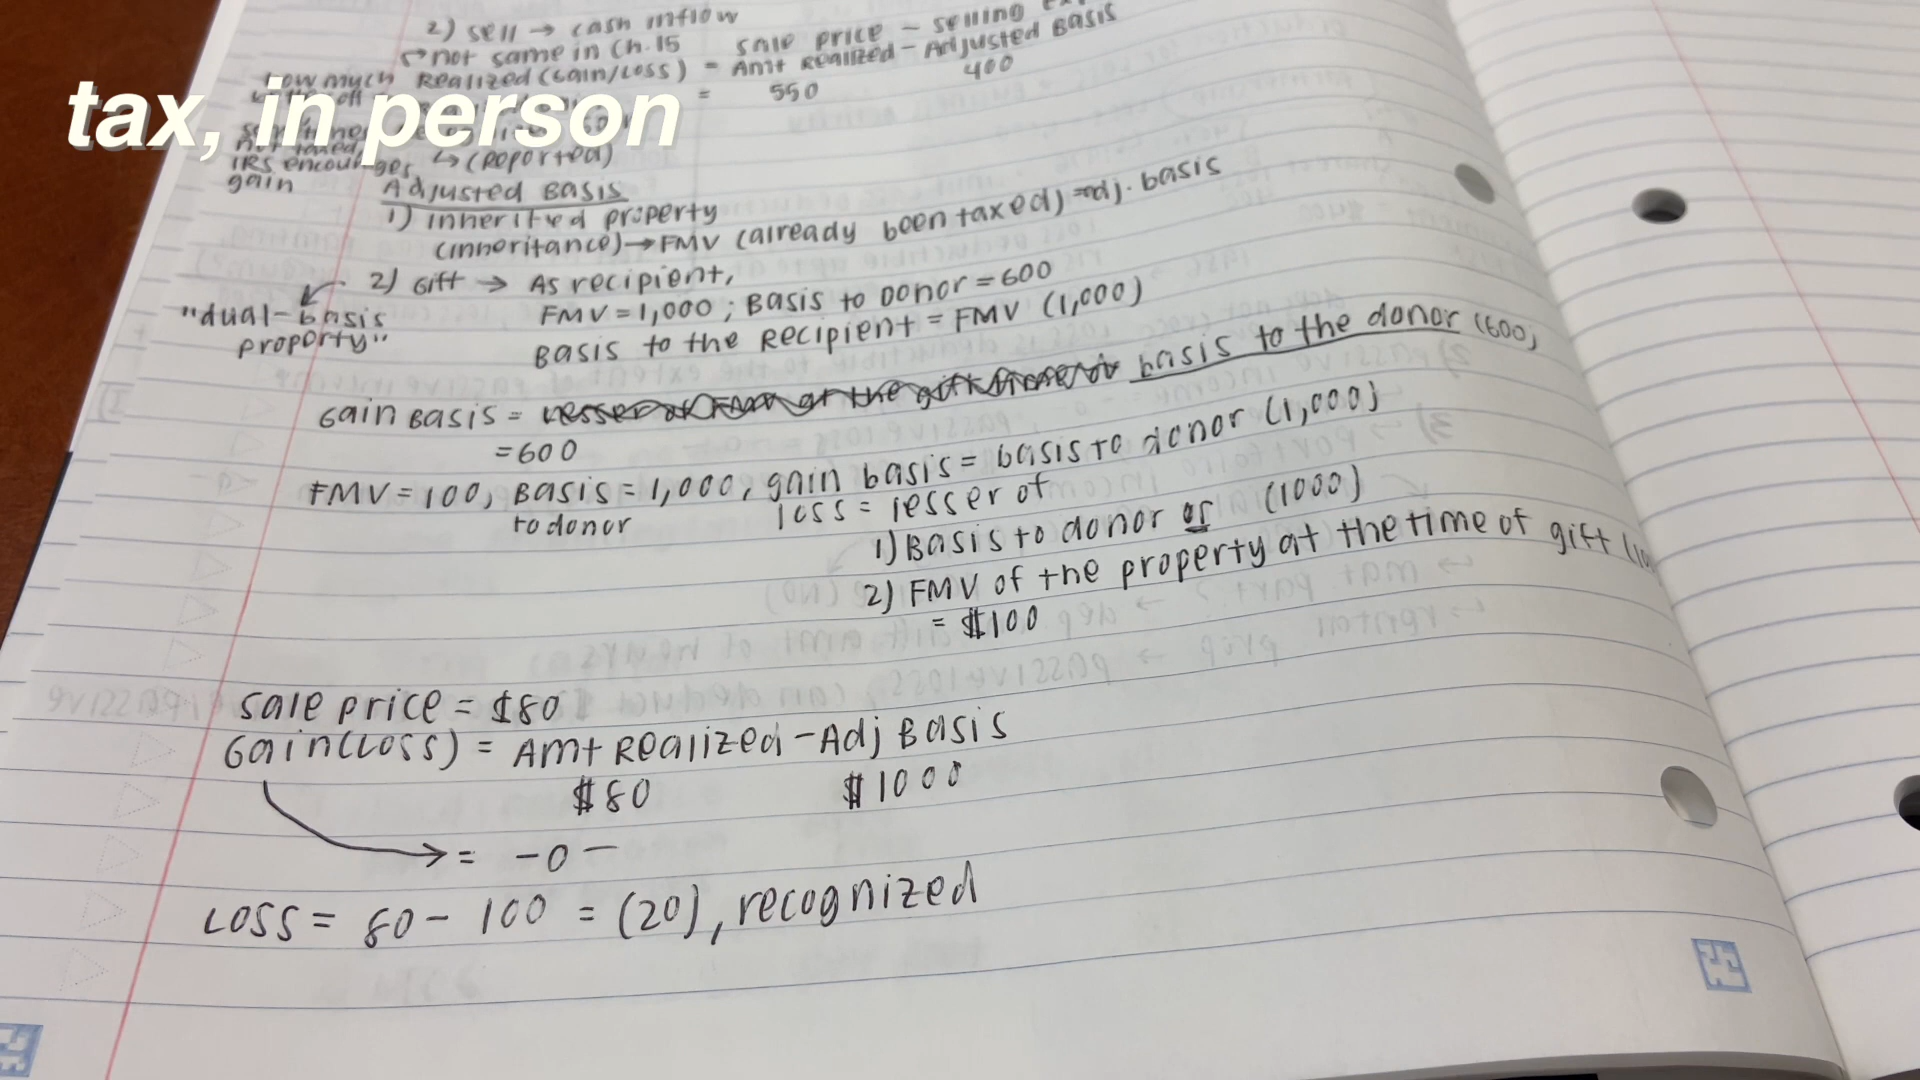 2) sell → cash inflow
↳ not same in Ch.15
sale price - selling
How much Realized (Gain/Loss) = Amt Realized - Adjusted Basis
= 550 400
tax, in person
IRS encourages ↳ (reported)
gain
Adjusted Basis
1) inherited property
(inheritance) → FMV (already been taxed) = adj. basis
2) Gift → As recipient,
"dual-basis property"
FMV = 1,000; Basis to Donor = 600
Basis to the Recipient = FMV (1,000)
Gain Basis = basis to the donor (600)
= 600
FMV = 100, Basis = 1,000, gain basis = basis to donor (1,000)
to donor
loss = lesser of
1) Basis to donor or (1000)
2) FMV of the property at the time of gift
= $100
sale price = $80
Gain(Loss) = Amt Realized - Adj Basis
$80 $1000
→ = -0-
Loss = 80 - 100 = (20), recognized